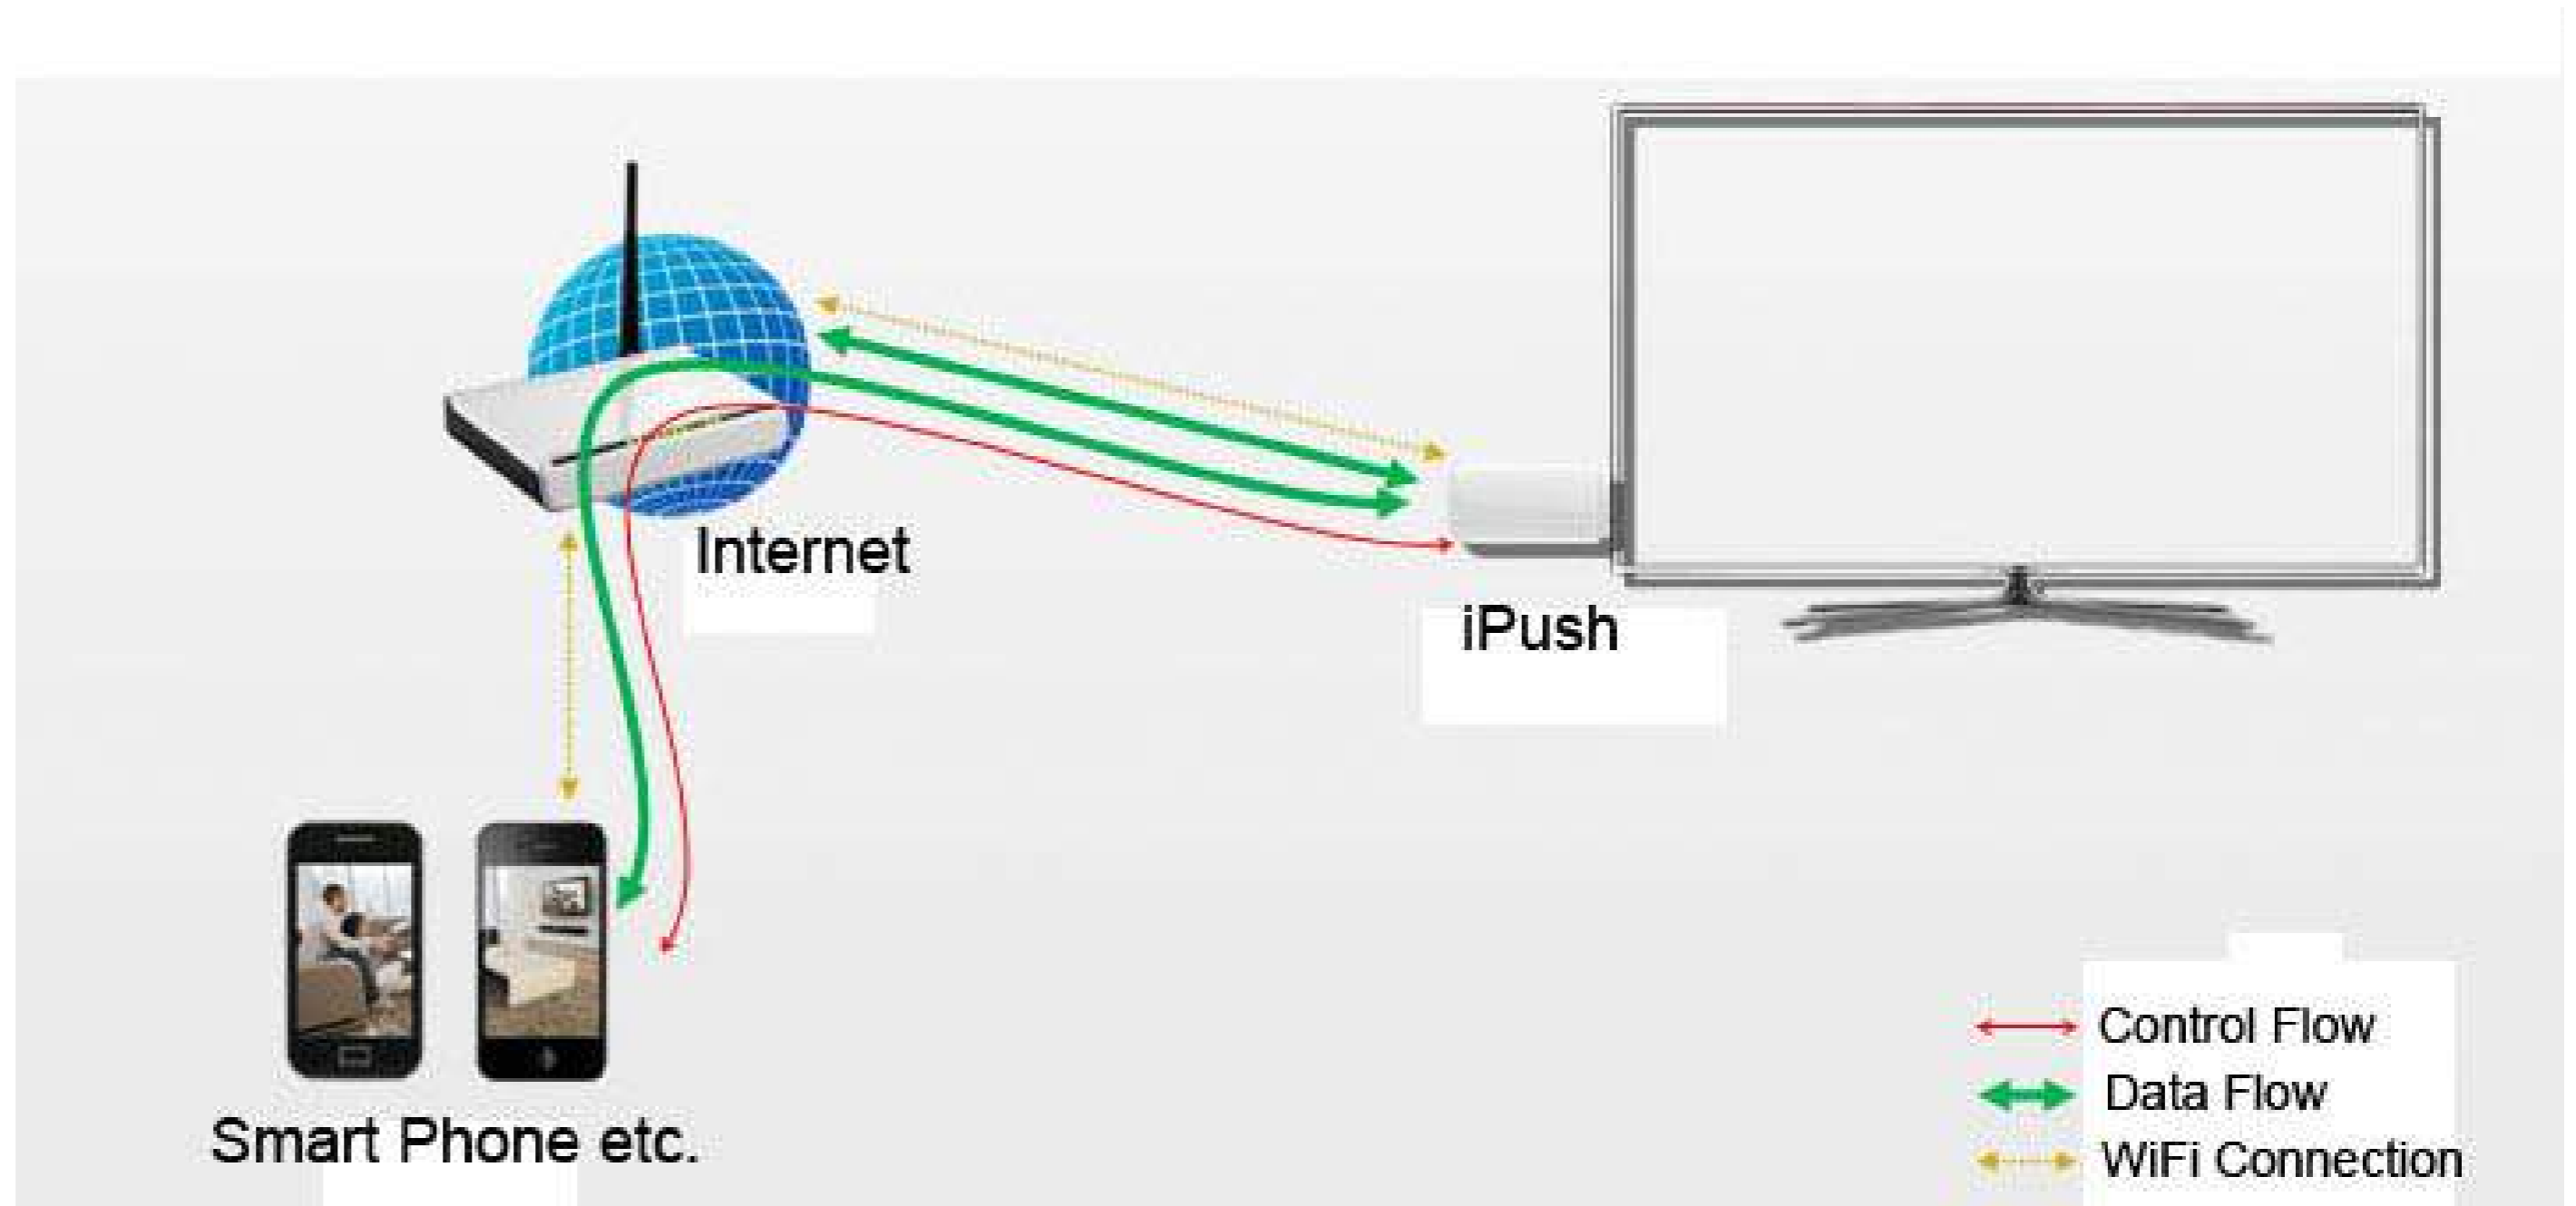 Internet
iPush
Smart Phone etc.
Control Flow
Data Flow
WiFi Connection